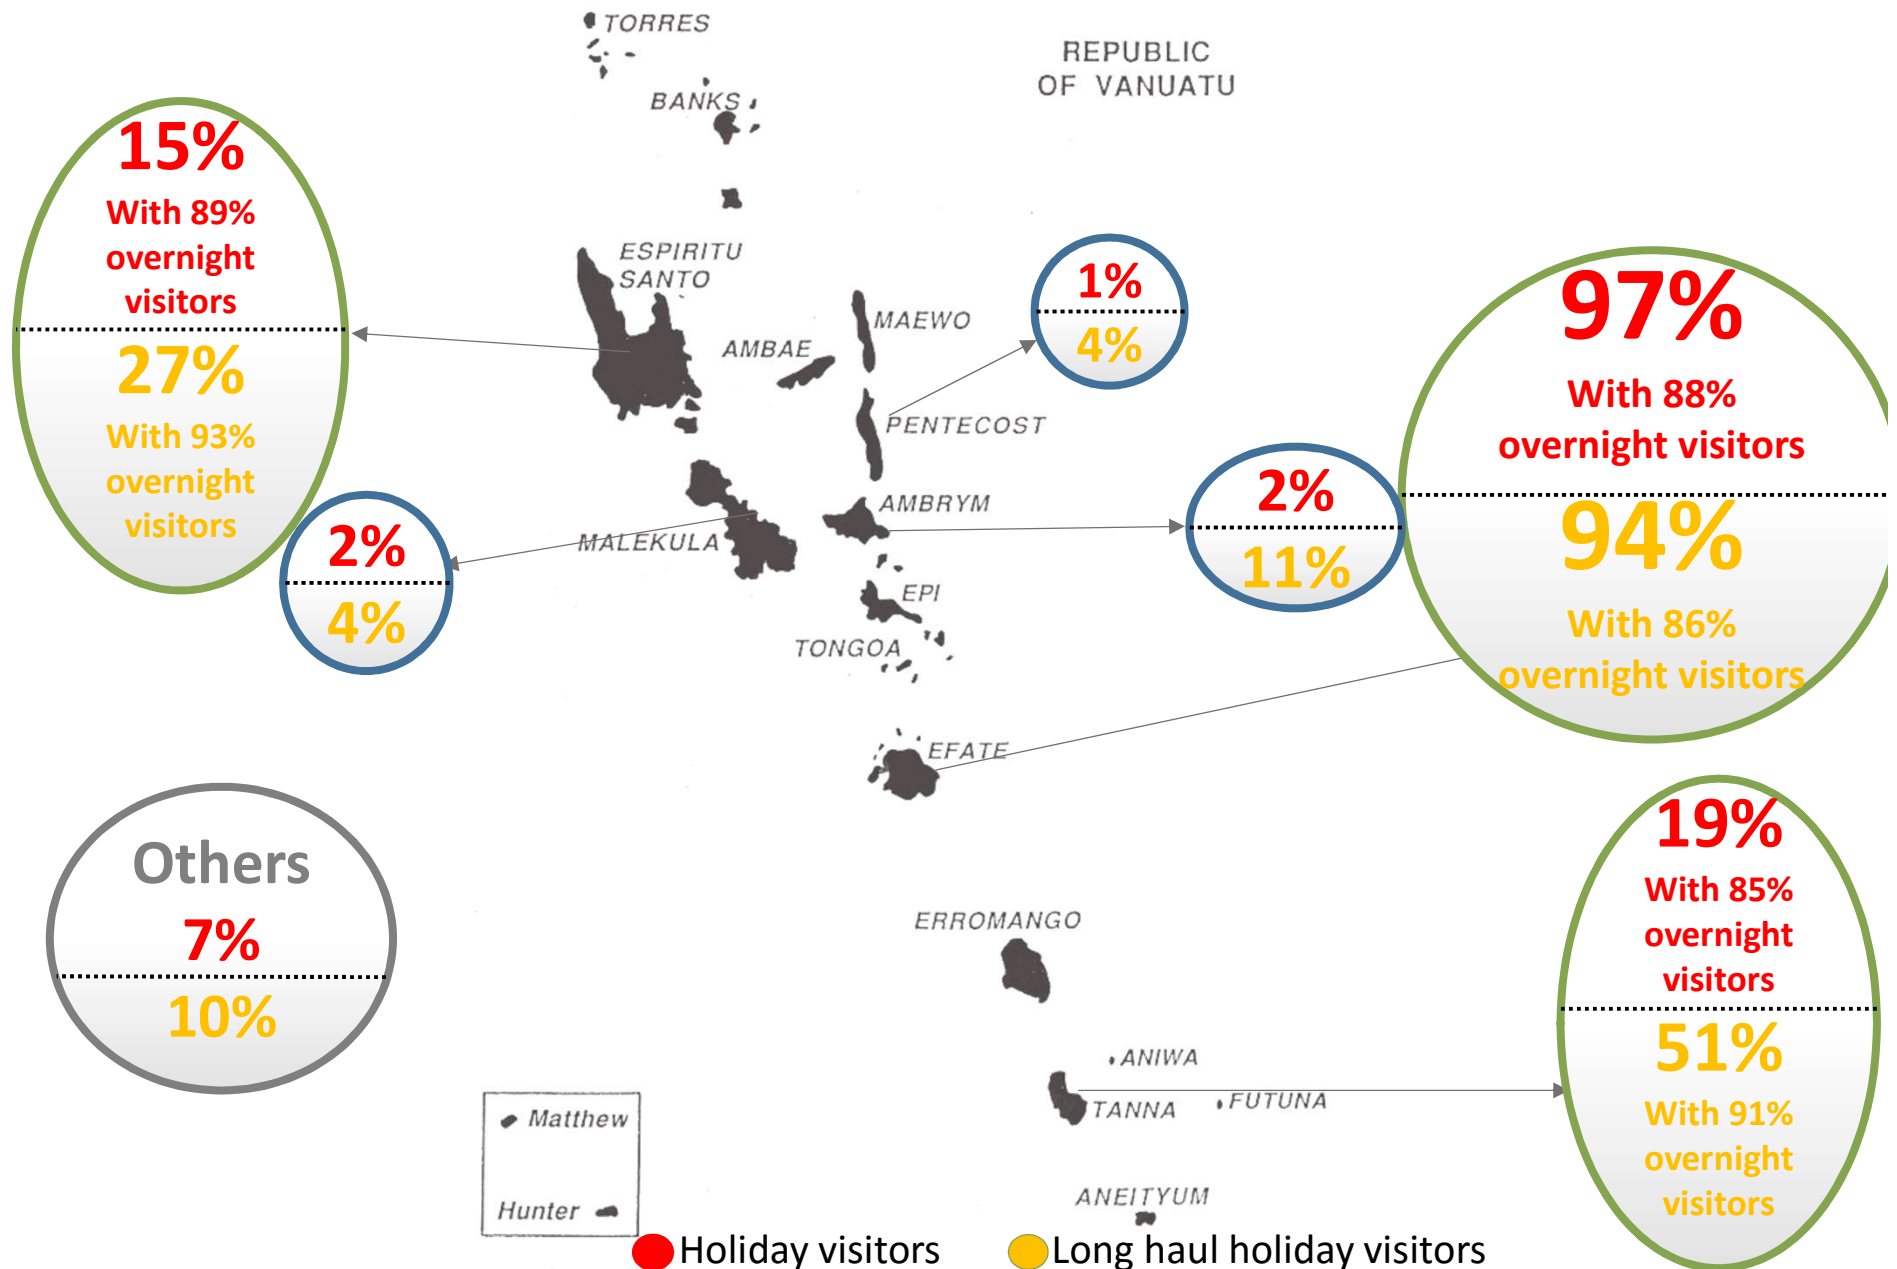 TORRES
REPUBLIC
OF VANUATU
BANKS
15%
With 89%
overnight
visitors
27%
With 93%
overnight
visitors
ESPIRITU
SANTO
1%
4%
MAEWO
AMBAE
PENTECOST
97%
With 88%
overnight visitors
94%
With 86%
overnight visitors
2%
11%
AMBRYM
2%
4%
MALEKULA
EPI
TONGOA
EFATE
Others
7%
10%
19%
With 85%
overnight
visitors
51%
With 91%
overnight
visitors
ERROMANGO
ANIWA
TANNA
FUTUNA
Matthew
Hunter
ANEITYUM
Holiday visitors
Long haul holiday visitors